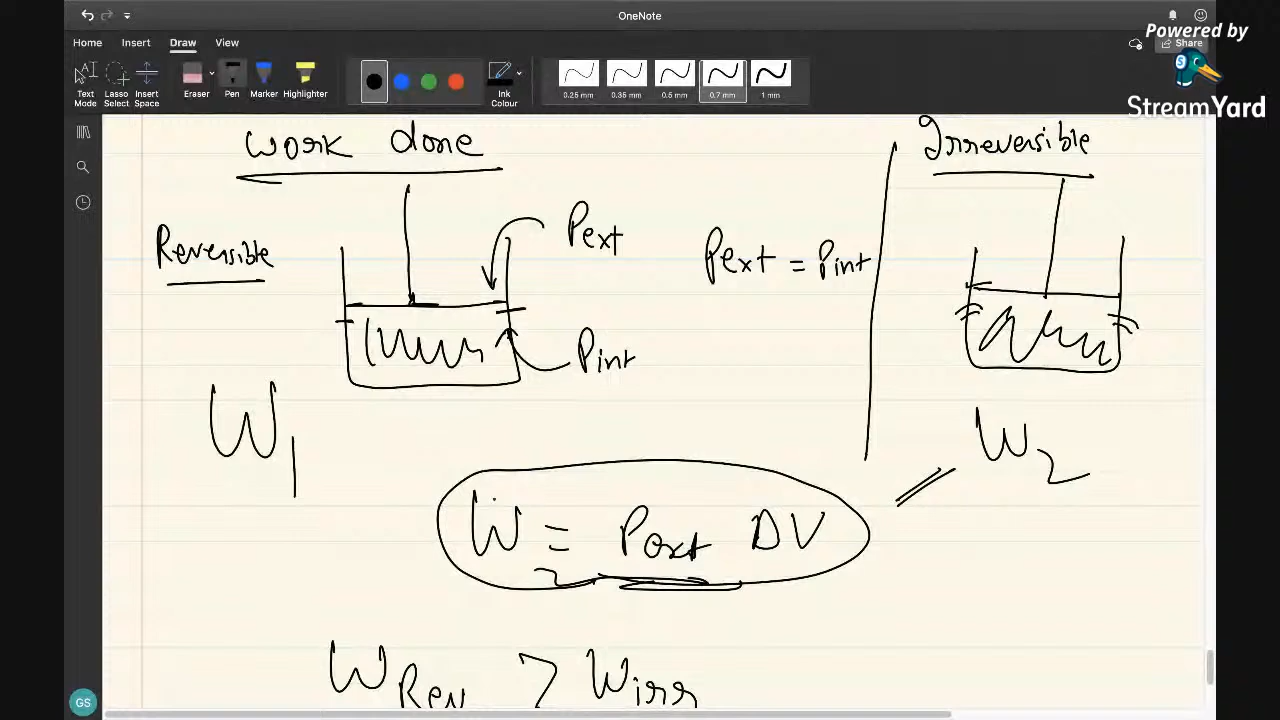 OneNote
Powered by
StreamYard
Home Insert Draw View
Share
Text Mode
Lasso Select
Insert Space
Eraser
Pen
Marker
Highlighter
Ink Colour
0.25 mm
0.35 mm
0.5 mm
0.7 mm
1 mm
work done
Irreversible
Reversible
Pext
Pext = Pint
Pint
W1
W2
W = Pext DV
WRev > Wirr
GS